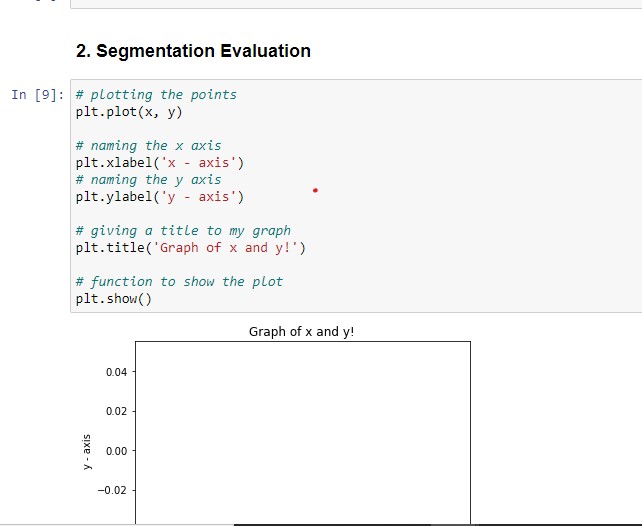 2. Segmentation Evaluation
In [9]: # plotting the points
plt.plot(x, y)
# naming the x axis
plt.xlabel('x - axis')
# naming the y axis
plt.ylabel('y - axis')
# giving a title to my graph
plt.title('Graph of x and y!')
# function to show the plot
plt.show()
Graph of x and y!
0.04
0.02
0.00
−0.02
y - axis